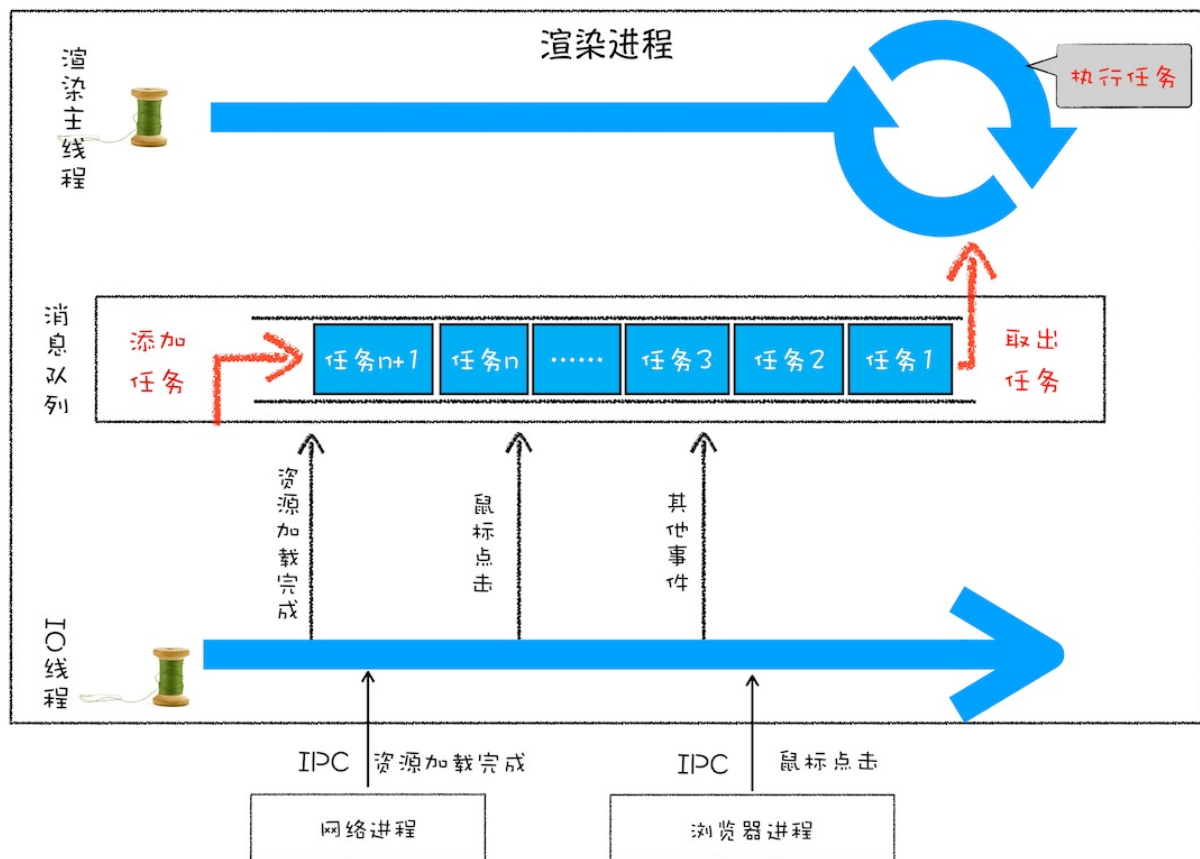 渲染进程
渲染主线程
执行任务
消息队列
添加
任务
任务n+1
任务n
……
任务3
任务2
任务1
取出
任务
资源加载完成
鼠标点击
其他事件
IO线程
IPC
资源加载完成
IPC
鼠标点击
网络进程
浏览器进程